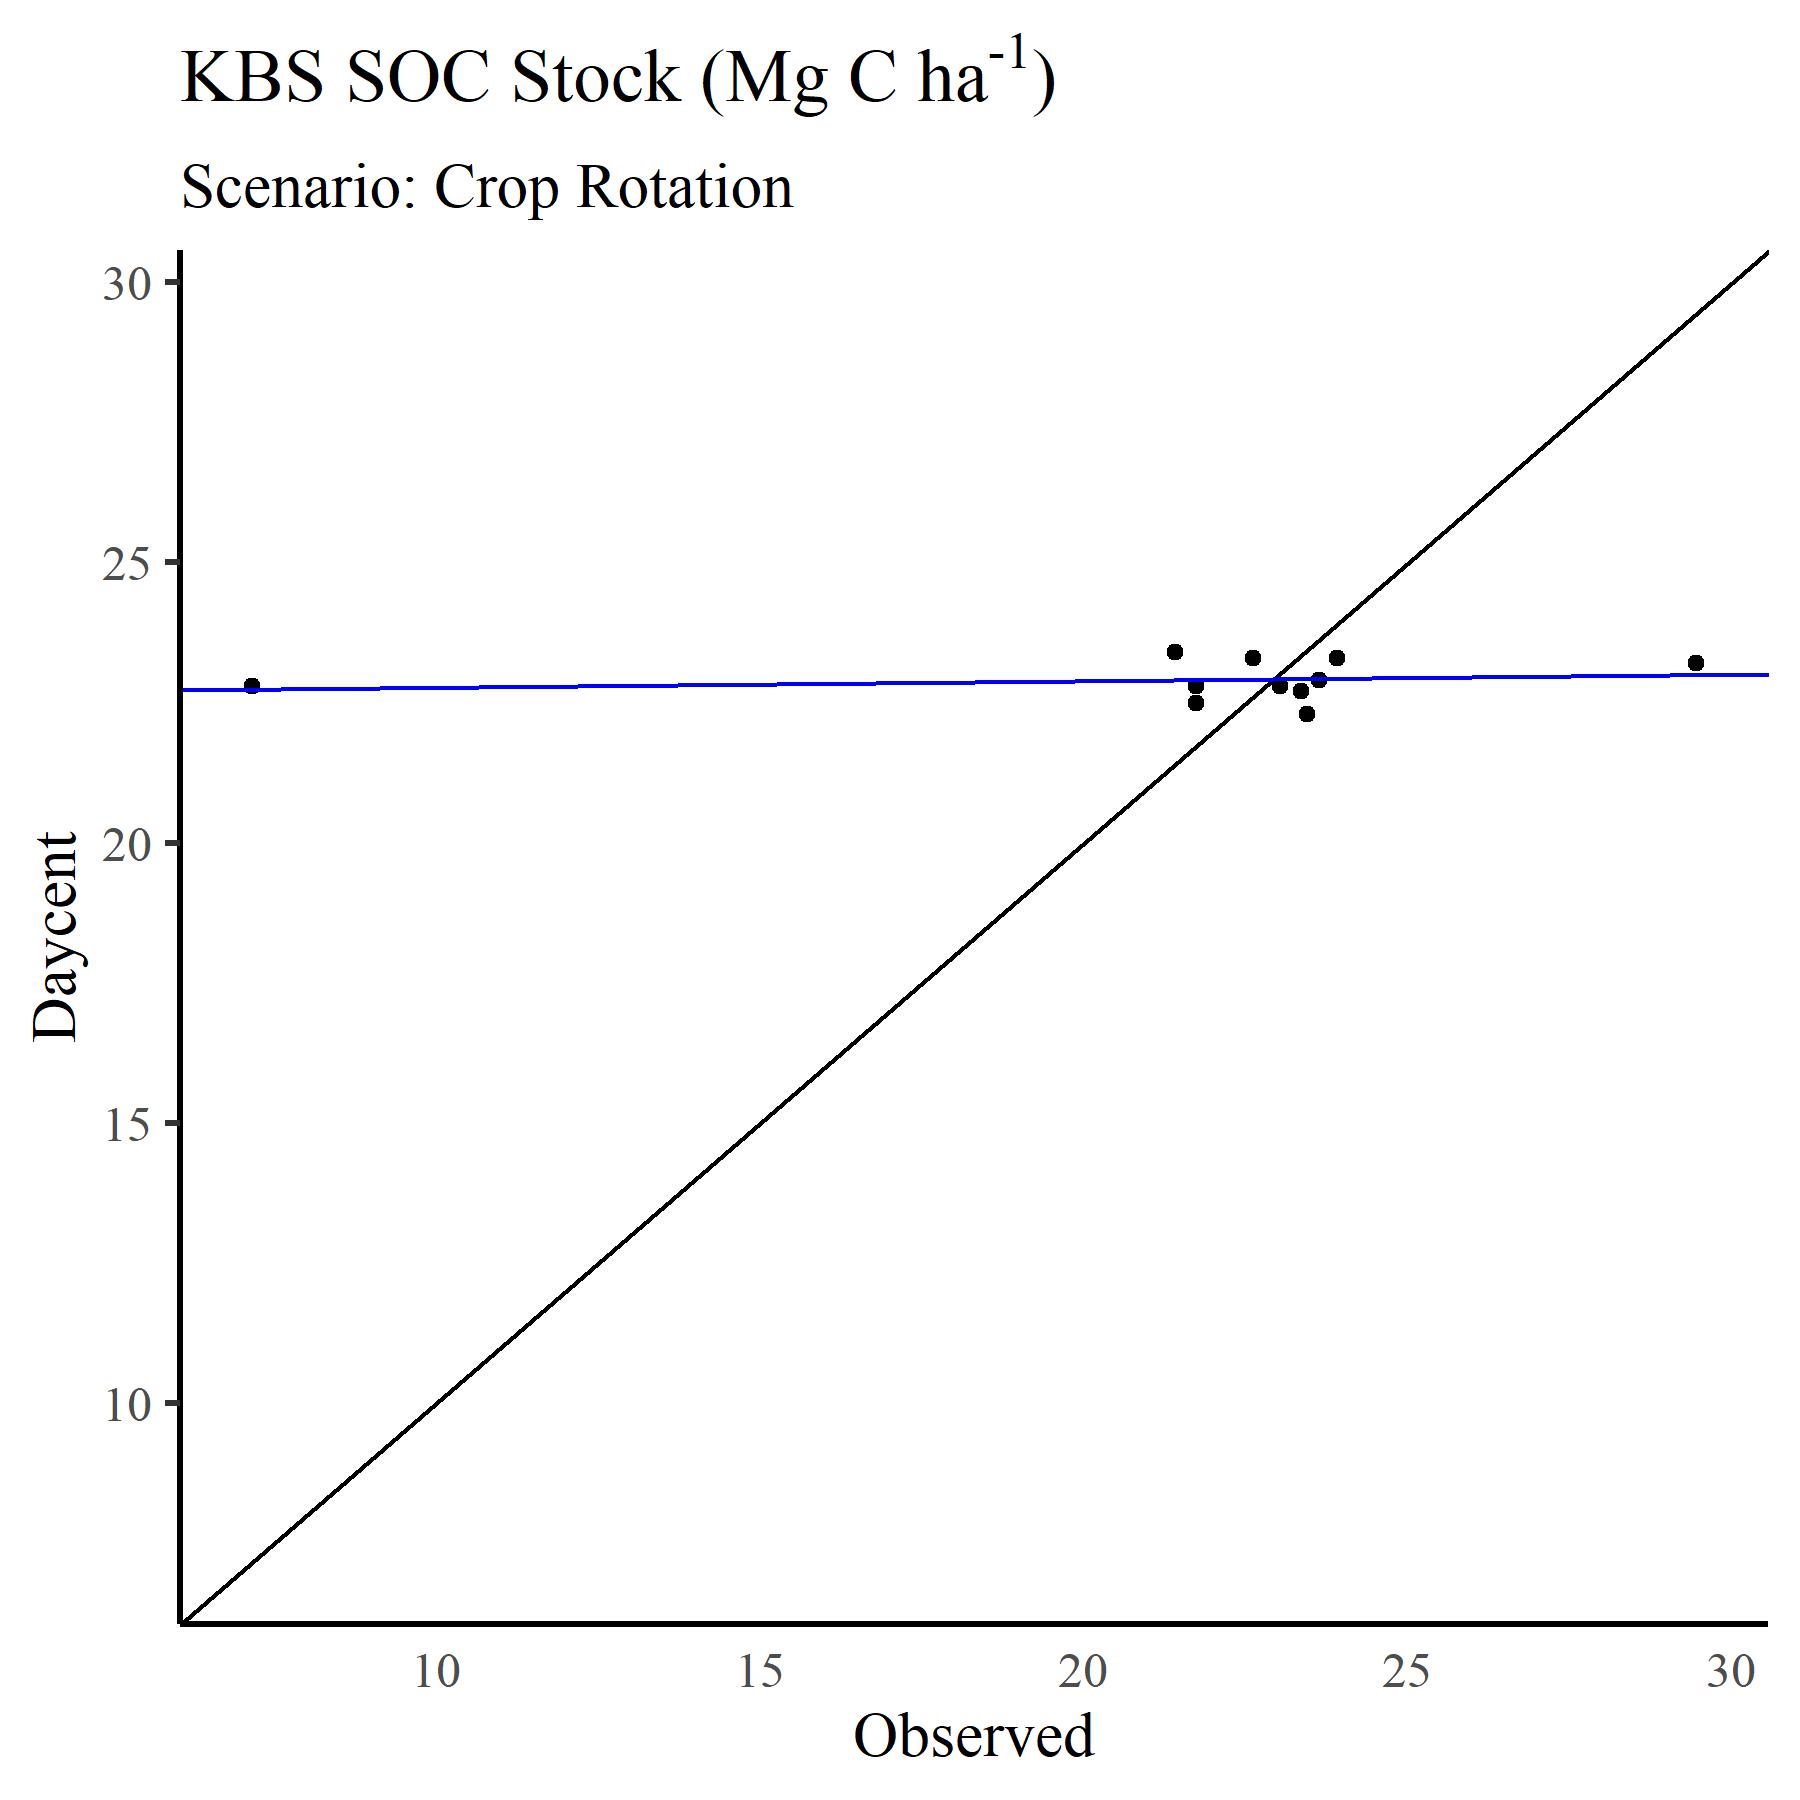 KBS SOC Stock (Mg C ha⁻¹)
Scenario: Crop Rotation
30
25
20
15
10
Daycent
10 15 20 25 30
Observed